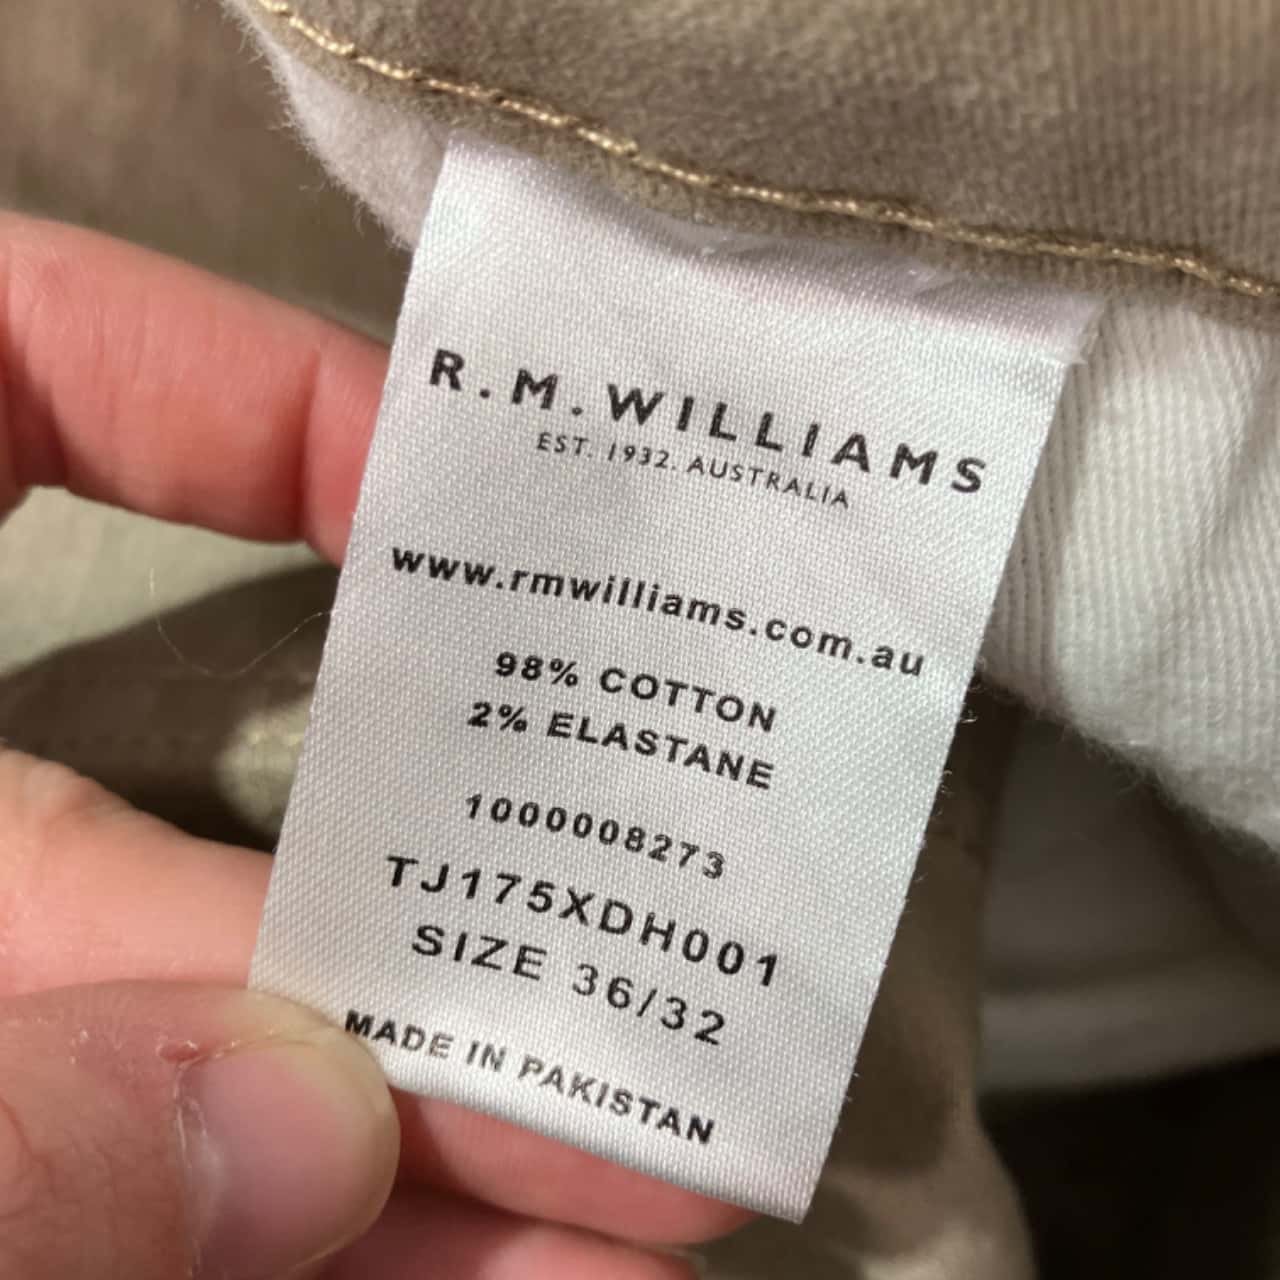 R.M.WILLIAMS
EST. 1932. AUSTRALIA
www.rmwilliams.com.au
98% COTTON
2% ELASTANE
1000008273
TJ175XDH001
SIZE 36/32
MADE IN PAKISTAN